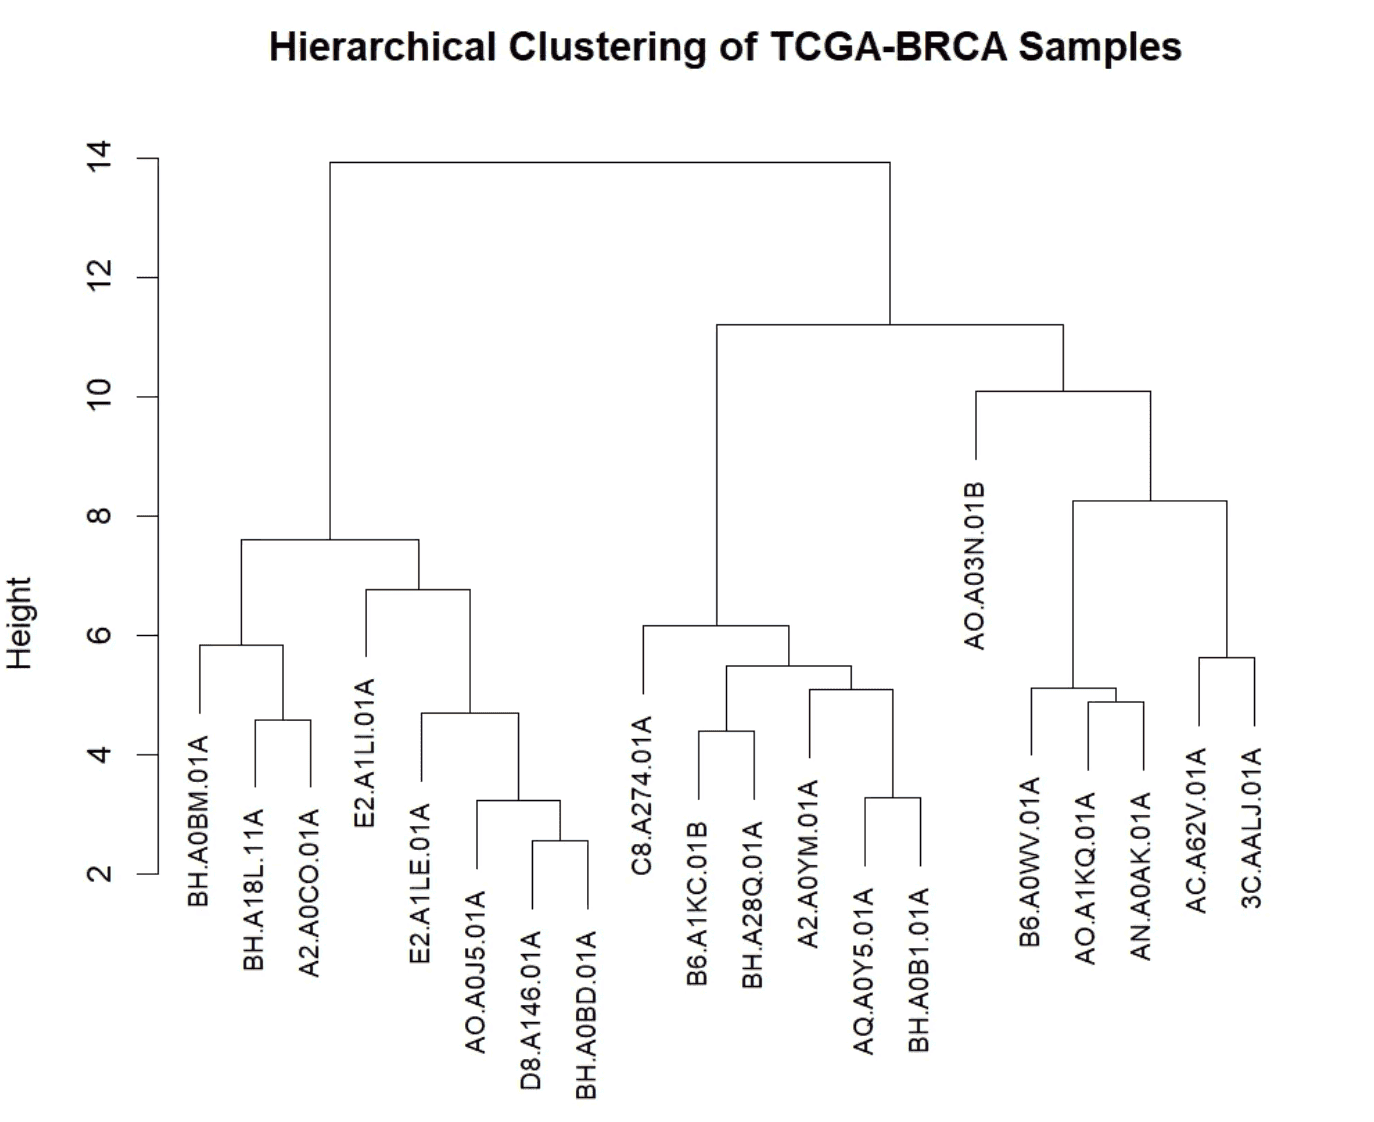 Hierarchical Clustering of TCGA-BRCA Samples
Height
14
12
10
8
6
4
2
BH.A0BM.01A
BH.A18L.11A
A2.A0CO.01A
E2.A1LI.01A
E2.A1LE.01A
AO.A0J5.01A
D8.A146.01A
BH.A0BD.01A
C8.A274.01A
B6.A1KC.01B
BH.A28Q.01A
A2.A0YM.01A
AQ.A0Y5.01A
BH.A0B1.01A
AO.A03N.01B
B6.A0WV.01A
AO.A1KQ.01A
AN.A0AK.01A
AC.A62V.01A
3C.AALJ.01A